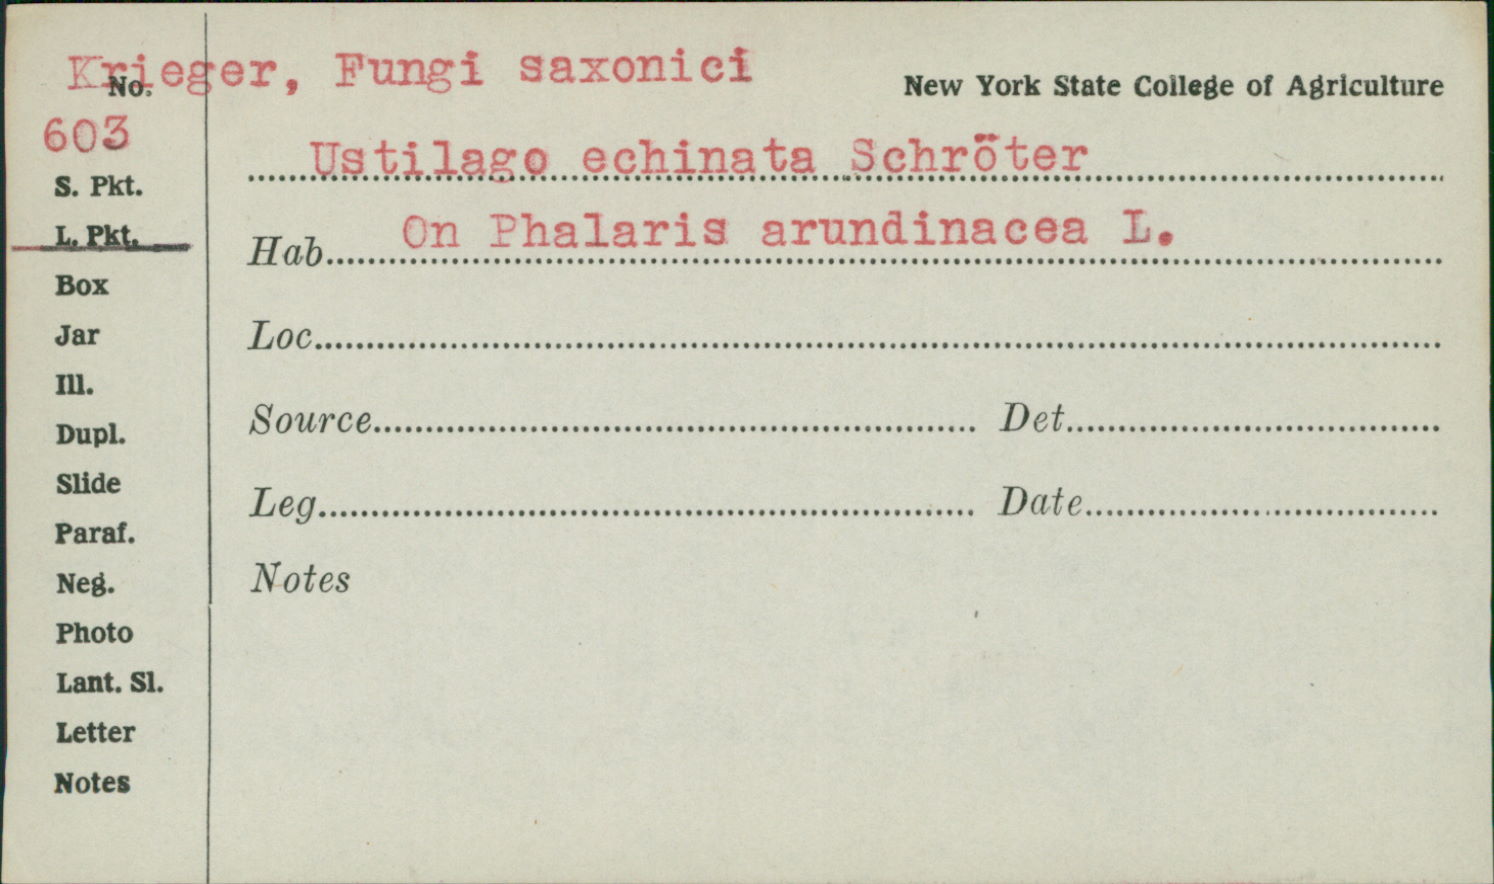 Krieger, Fungi saxonici
No.
New York State College of Agriculture
603
Ustilago echinata Schröter
S. Pkt.
On Phalaris arundinacea L.
L. Pkt.
Hab.
Box
Jar
Loc.
Ill.
Dupl.
Source
Det.
Slide
Leg.
Date
Paraf.
Neg.
Notes
Photo
Lant. Sl.
Letter
Notes